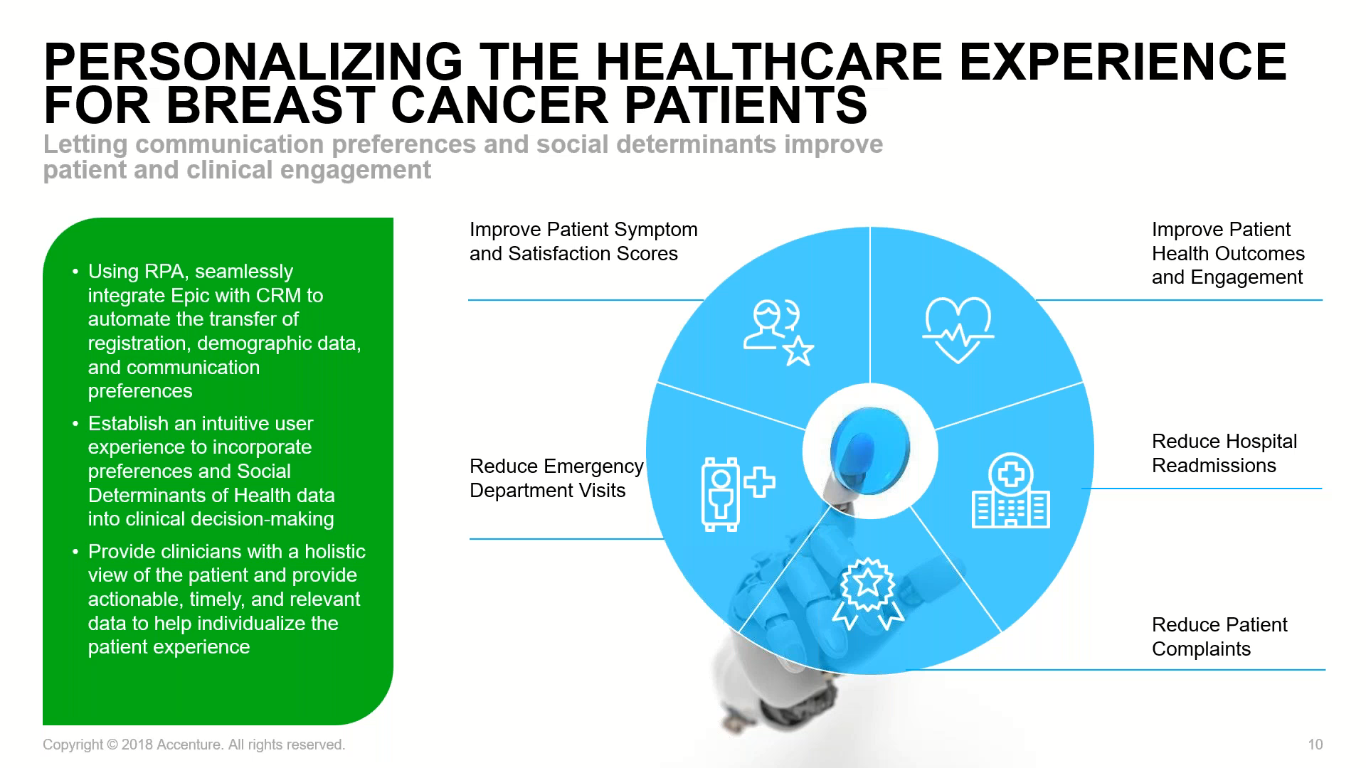 PERSONALIZING THE HEALTHCARE EXPERIENCE
FOR BREAST CANCER PATIENTS
Letting communication preferences and social determinants improve
patient and clinical engagement
• Using RPA, seamlessly
integrate Epic with CRM to
automate the transfer of
registration, demographic data,
and communication
preferences
• Establish an intuitive user
experience to incorporate
preferences and Social
Determinants of Health data
into clinical decision-making
• Provide clinicians with a holistic
view of the patient and provide
actionable, timely, and relevant
data to help individualize the
patient experience
Improve Patient Symptom
and Satisfaction Scores
Reduce Emergency
Department Visits
Improve Patient
Health Outcomes
and Engagement
Reduce Hospital
Readmissions
Reduce Patient
Complaints
Copyright © 2018 Accenture. All rights reserved.
10